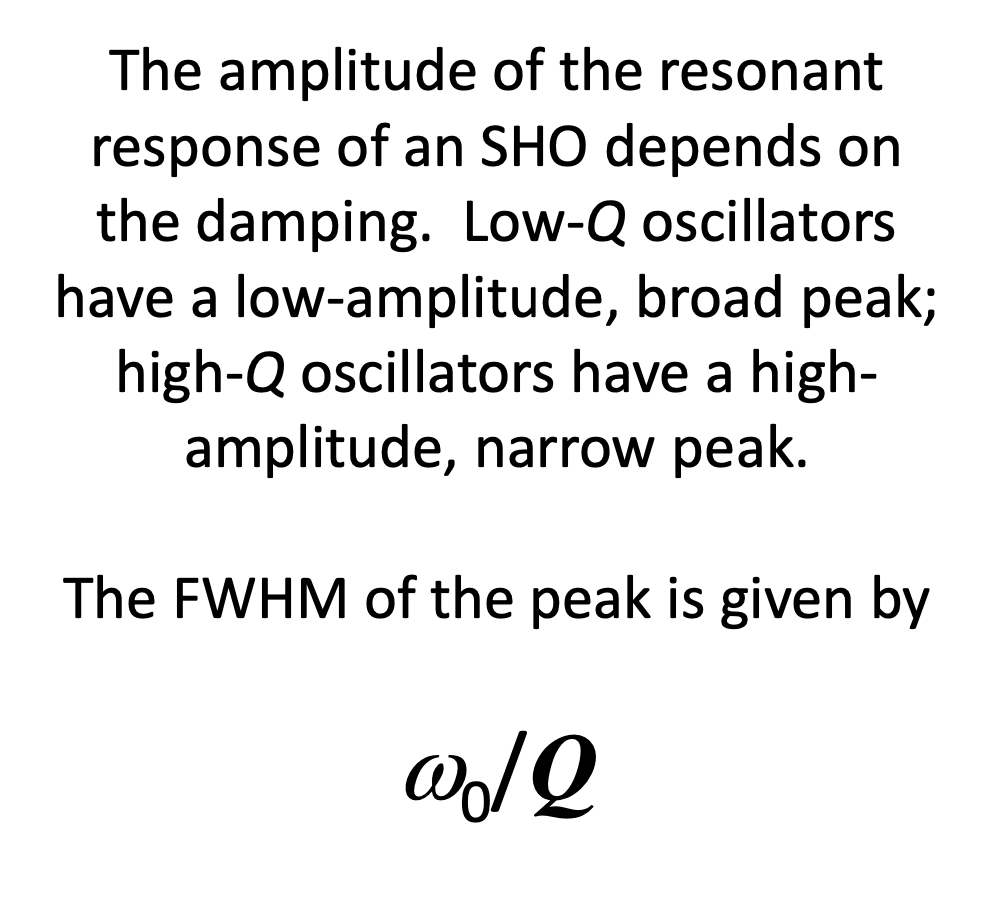 The amplitude of the resonant
response of an SHO depends on
the damping.  Low-Q oscillators
have a low-amplitude, broad peak;
high-Q oscillators have a high-
amplitude, narrow peak.
The FWHM of the peak is given by
ω₀/Q